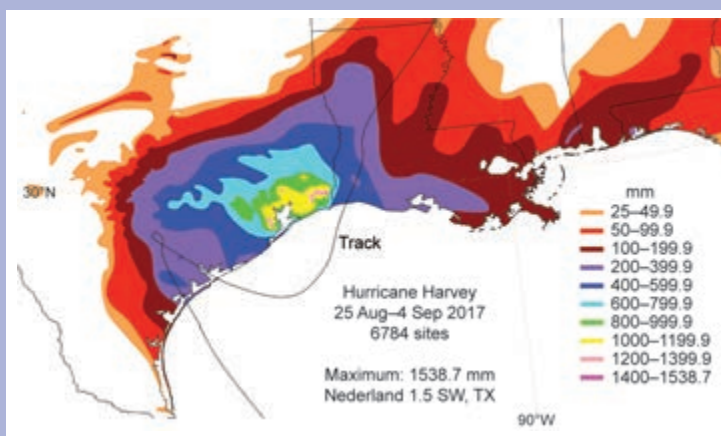 30°N
Track
Hurricane Harvey
25 Aug–4 Sep 2017
6784 sites
Maximum: 1538.7 mm
Nederland 1.5 SW, TX
90°W
mm
25–49.9
50–99.9
100–199.9
200–399.9
400–599.9
600–799.9
800–999.9
1000–1199.9
1200–1399.9
1400–1538.7